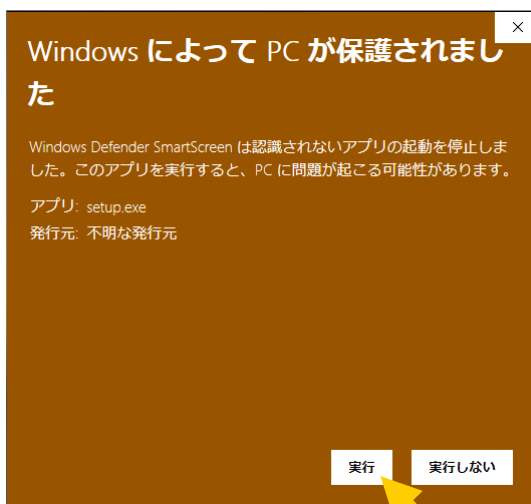 Windows によって PC が保護されまし
た
Windows Defender SmartScreen は認識されないアプリの起動を停止しま
した。このアプリを実行すると、PC に問題が起こる可能性があります。
アプリ: setup.exe
発行元: 不明な発行元
実行 実行しない